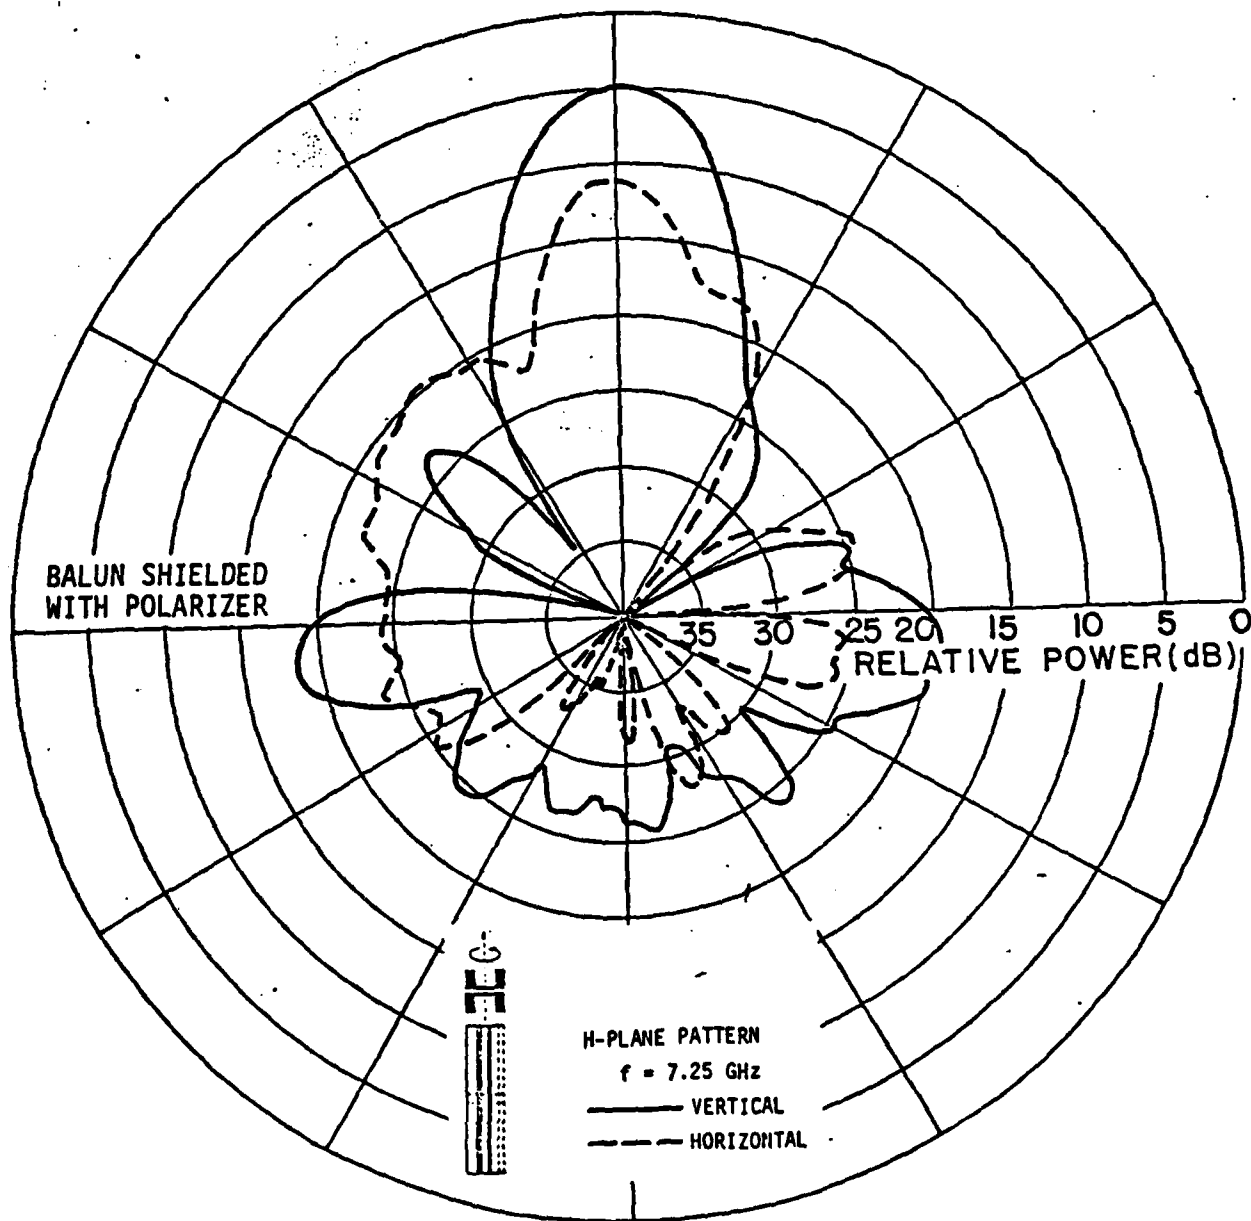 BALUN SHIELDED
WITH POLARIZER
35 30 25 20 15 10 5 0
RELATIVE POWER(dB)
H-PLANE PATTERN
f = 7.25 GHz
VERTICAL
HORIZONTAL